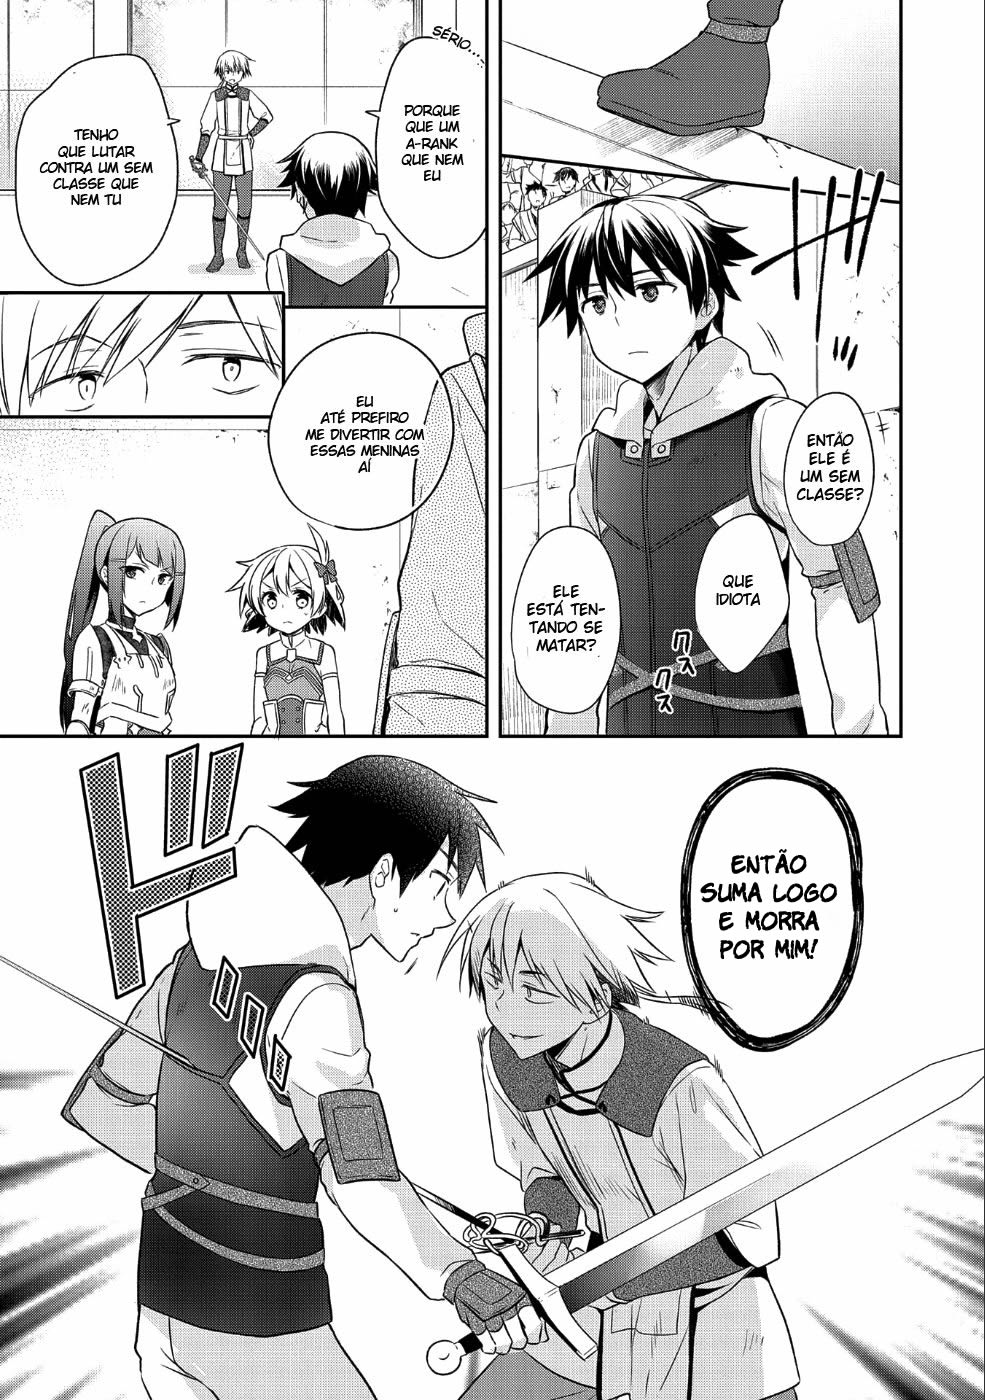 ENTÃO
ELE É
UM SEM
CLASSE?
QUE
IDIOTA
ELE
ESTÁ TEN-
TANDO SE
MATAR?
クスクス
SÉRIO...
PORQUE
QUE UM
A-RANK
QUE NEM
EU
TENHO
QUE LUTAR
CONTRA UM SEM
CLASSE QUE
NEM TU
EU
ATÉ PREFIRO
ME DIVERTIR COM
ESSAS MENINAS
AÍ
ENTÃO
SUMA LOGO
E MORRA
POR MIM!
ドッ